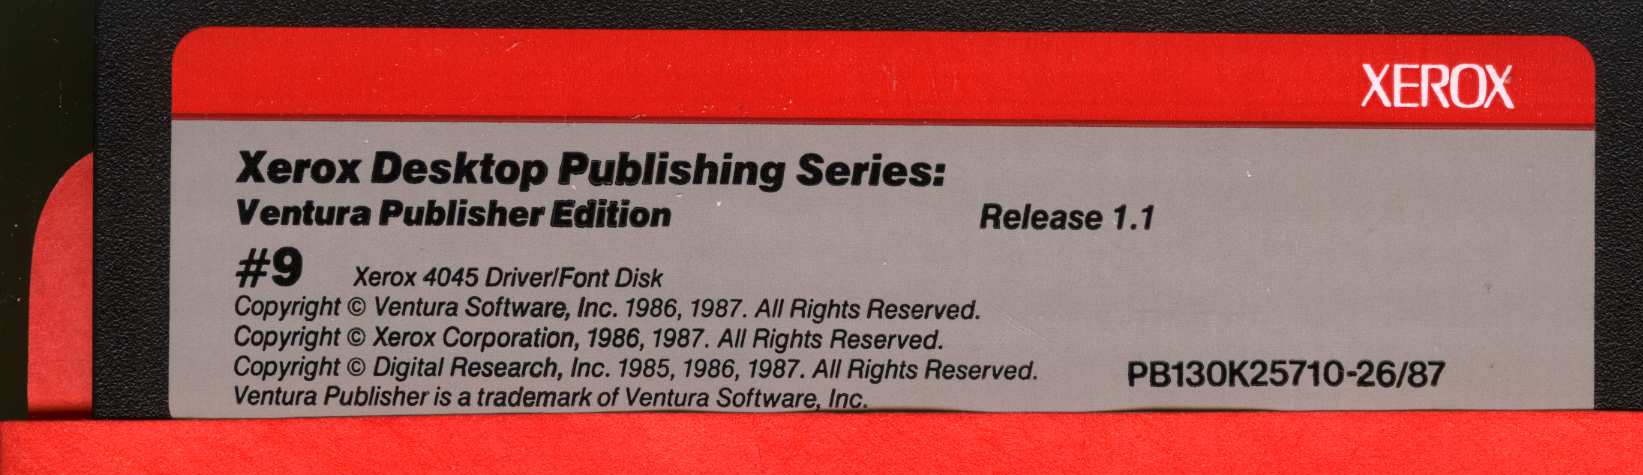 XEROX
Xerox Desktop Publishing Series:
Ventura Publisher Edition Release 1.1
#9 Xerox 4045 Driver/Font Disk
Copyright © Ventura Software, Inc. 1986, 1987. All Rights Reserved.
Copyright © Xerox Corporation, 1986, 1987. All Rights Reserved.
Copyright © Digital Research, Inc. 1985, 1986, 1987. All Rights Reserved. PB130K25710-26/87
Ventura Publisher is a trademark of Ventura Software, Inc.